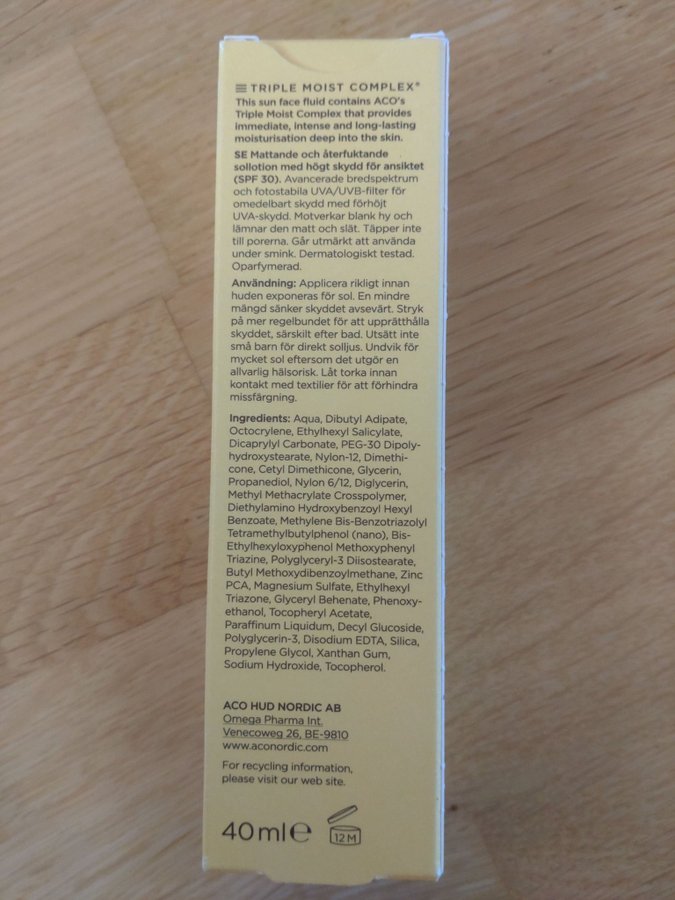 TRIPLE MOIST COMPLEX®
This sun face fluid contains ACO's
Triple Moist Complex that provides
immediate, intense and long-lasting
moisturisation deep into the skin.
SE Mattande och återfuktande
sollotion med högt skydd för ansiktet
(SPF 30). Avancerade bredspektrum
och fotostabila UVA/UVB-filter för
omedelbart skydd med förhöjt
UVA-skydd. Motverkar blank hy och
lämnar den matt och slät. Täpper inte
till porerna. Går utmärkt att använda
under smink. Dermatologiskt testad.
Oparfymerad.
Användning: Applicera rikligt innan
huden exponeras för sol. En mindre
mängd sänker skyddet avsevärt. Stryk
på mer regelbundet för att upprätthålla
skyddet, särskilt efter bad. Utsätt inte
små barn för direkt solljus. Undvik för
mycket sol eftersom det utgör en
allvarlig hälsorisk. Låt torka innan
kontakt med textilier för att förhindra
missfärgning.
Ingredients: Aqua, Dibutyl Adipate,
Octocrylene, Ethylhexyl Salicylate,
Dicaprylyl Carbonate, PEG-30 Dipoly-
hydroxystearate, Nylon-12, Dimethi-
cone, Cetyl Dimethicone, Glycerin,
Propanediol, Nylon 6/12, Diglycerin,
Methyl Methacrylate Crosspolymer,
Diethylamino Hydroxybenzoyl Hexyl
Benzoate, Methylene Bis-Benzotriazolyl
Tetramethylbutylphenol (nano), Bis-
Ethylhexyloxyphenol Methoxyphenyl
Triazine, Polyglyceryl-3 Diisostearate,
Butyl Methoxydibenzoylmethane, Zinc
PCA, Magnesium Sulfate, Ethylhexyl
Triazone, Glyceryl Behenate, Phenoxy-
ethanol, Tocopheryl Acetate,
Paraffinum Liquidum, Decyl Glucoside,
Polyglycerin-3, Disodium EDTA, Silica,
Propylene Glycol, Xanthan Gum,
Sodium Hydroxide, Tocopherol.
ACO HUD NORDIC AB
Omega Pharma Int.
Venecoweg 26, BE-9810
www.aconordic.com
For recycling information,
please visit our web site.
40 ml e
12 M